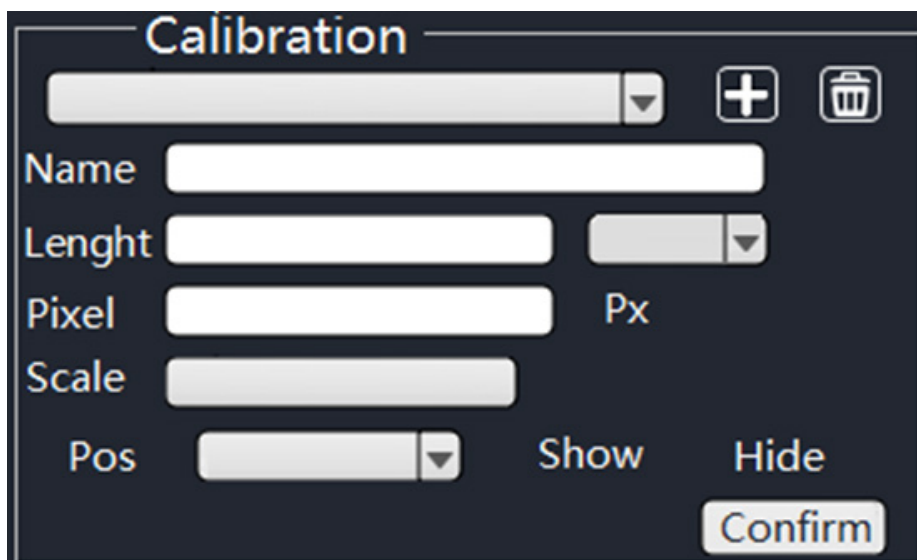 Calibration
Name
Lenght
Pixel Px
Scale
Pos Show Hide
Confirm